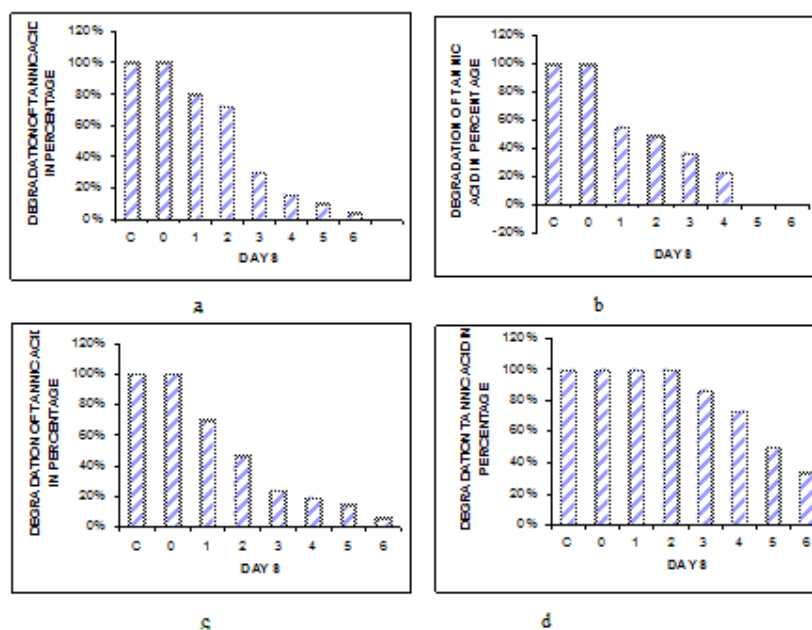 DEGRADATION OF TANNIC ACID
IN PERCENTAGE
120%
100%
80%
60%
40%
20%
0%
C 0 1 2 3 4 5 6
DAYS
a
DEGRADATION OF TANNIC
ACID IN PERCENTAGE
120%
100%
80%
60%
40%
20%
0%
-20%
C 0 1 2 3 4 5 6
DAYS
b
DEGRADATION OF TANNIC ACID
IN PERCENTAGE
120%
100%
80%
60%
40%
20%
0%
C 0 1 2 3 4 5 6
DAYS
c
DEGRADATION TANNIC ACID IN
PERCENTAGE
120%
100%
80%
60%
40%
20%
0%
C 0 1 2 3 4 5 6
DAYS
d